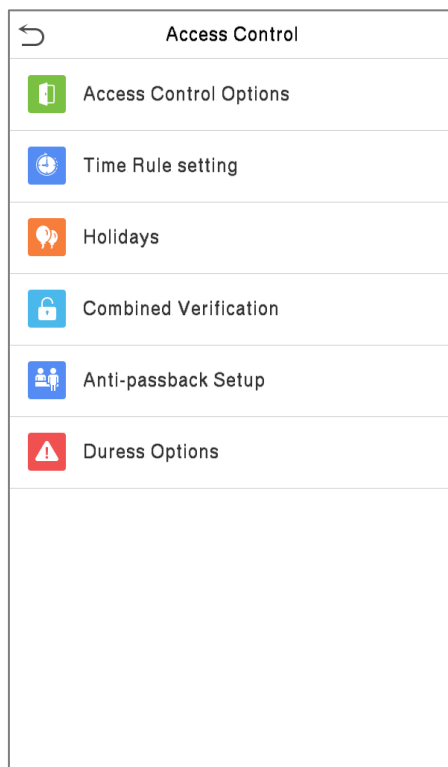 Access Control
Access Control Options
Time Rule setting
Holidays
Combined Verification
Anti-passback Setup
Duress Options